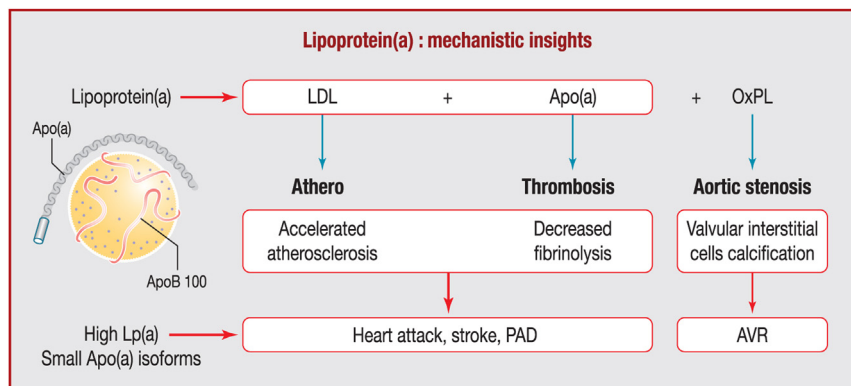 Lipoprotein(a) : mechanistic insights
Lipoprotein(a) LDL + Apo(a) + OxPL
Apo(a)
Athero Thrombosis Aortic stenosis
Accelerated Decreased Valvular interstitial
atherosclerosis fibrinolysis cells calcification
ApoB 100
High Lp(a) Heart attack, stroke, PAD AVR
Small Apo(a) isoforms